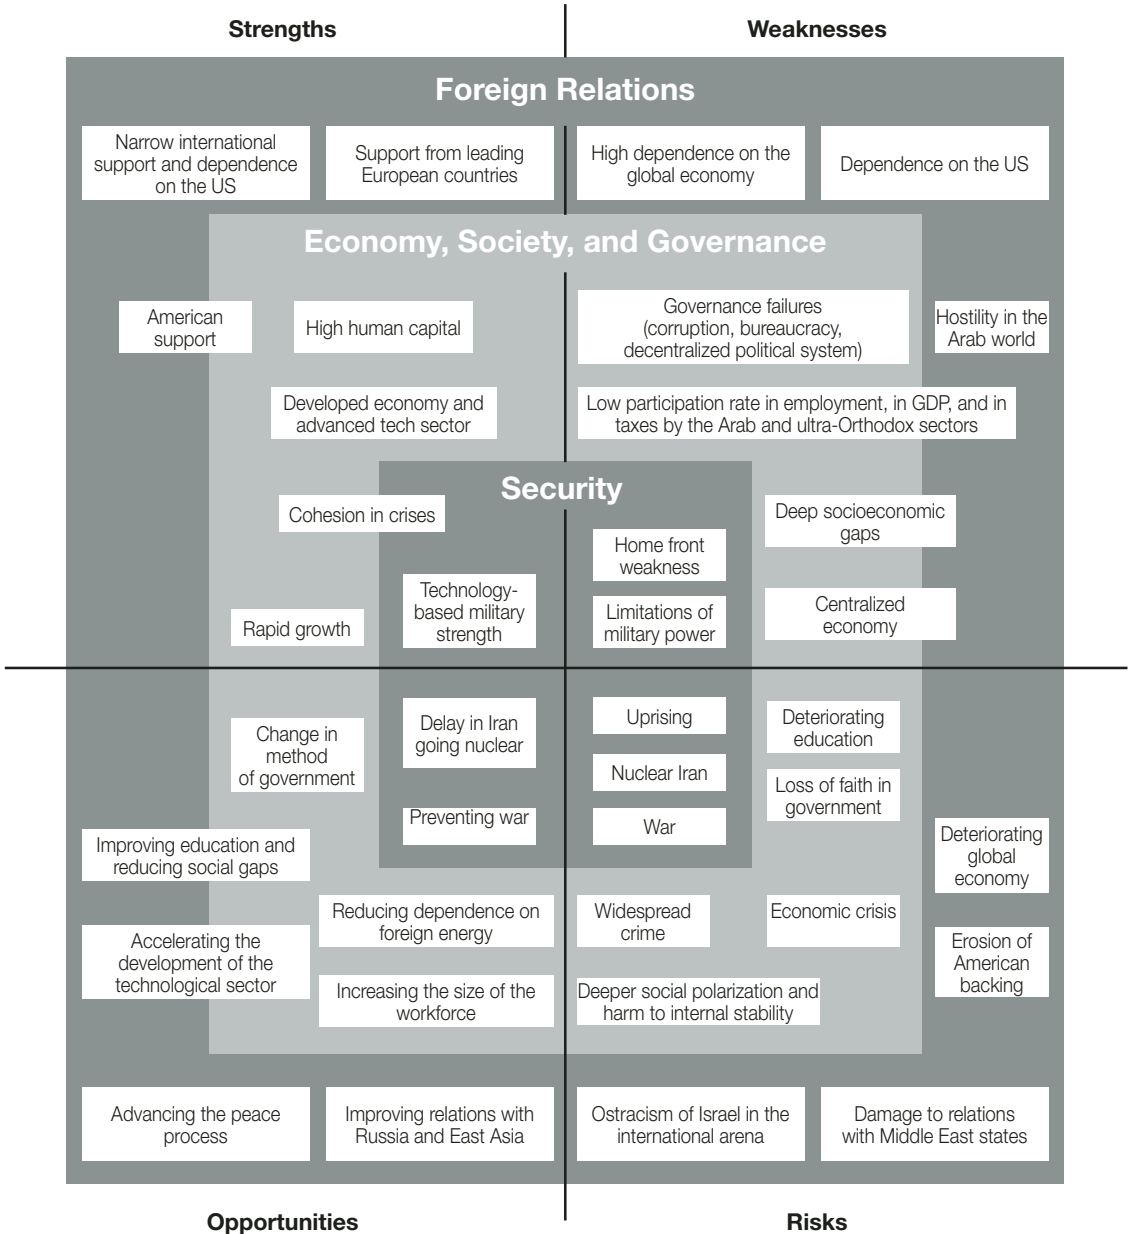 Strengths
Weaknesses
Foreign Relations
Narrow international
support and dependence
on the US
Support from leading
European countries
High dependence on the
global economy
Dependence on the US
Economy, Society, and Governance
American
support
High human capital
Governance failures
(corruption, bureaucracy,
decentralized political system)
Hostility in the
Arab world
Developed economy and
advanced tech sector
Low participation rate in employment, in GDP, and in
taxes by the Arab and ultra-Orthodox sectors
Security
Cohesion in crises
Deep socioeconomic
gaps
Home front
weakness
Technology-
based military
strength
Limitations of
military power
Centralized
economy
Rapid growth
Change in
method
of government
Delay in Iran
going nuclear
Uprising
Deteriorating
education
Nuclear Iran
Loss of faith in
government
Preventing war
War
Improving education and
reducing social gaps
Deteriorating
global
economy
Reducing dependence on
foreign energy
Widespread
crime
Economic crisis
Accelerating the
development of the
technological sector
Erosion of
American
backing
Increasing the size of the
workforce
Deeper social polarization and
harm to internal stability
Advancing the peace
process
Improving relations with
Russia and East Asia
Ostracism of Israel in the
international arena
Damage to relations
with Middle East states
Opportunities
Risks